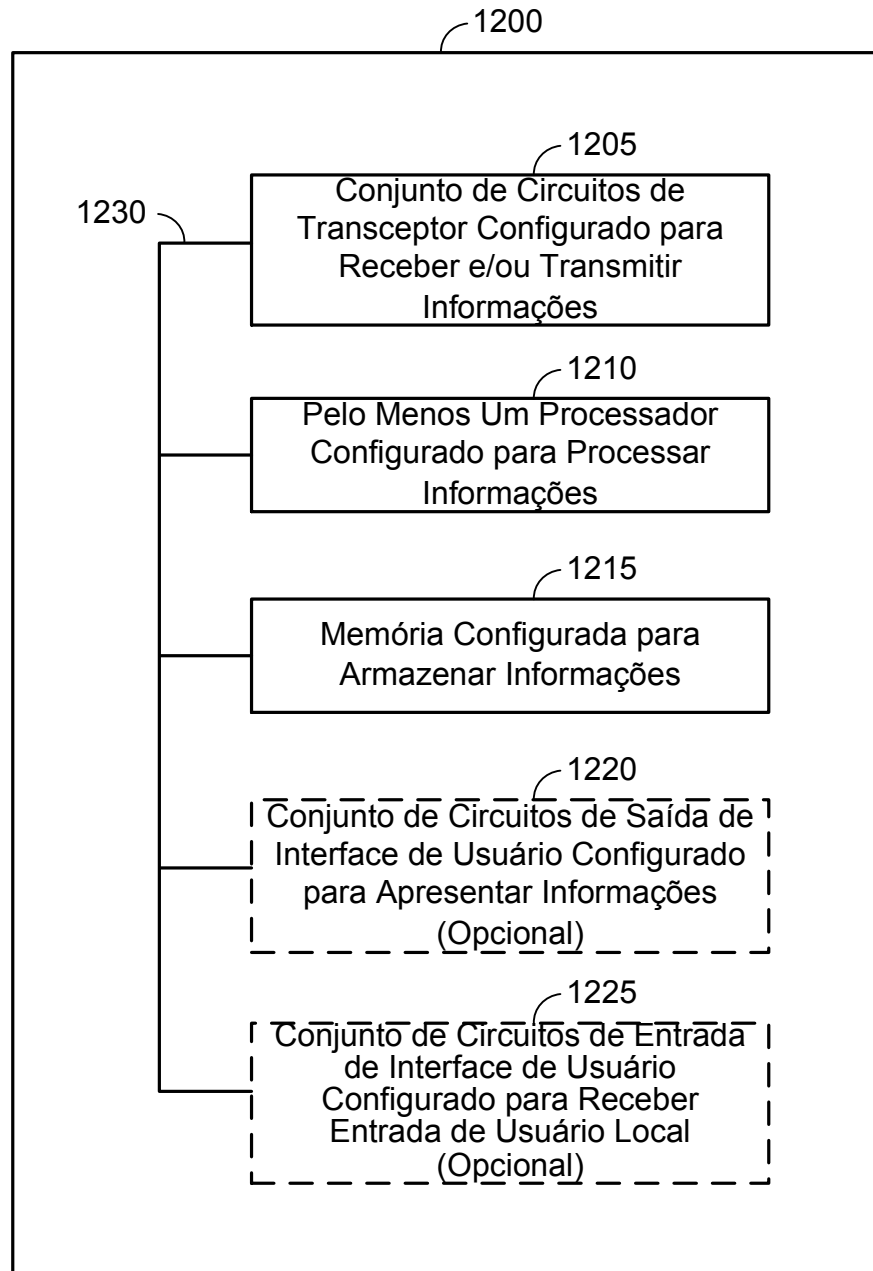 1200
1205
Conjunto de Circuitos de
Transceptor Configurado para
Receber e/ou Transmitir
Informações
1230
1210
Pelo Menos Um Processador
Configurado para Processar
Informações
1215
Memória Configurada para
Armazenar Informações
1220
Conjunto de Circuitos de Saída de
Interface de Usuário Configurado
para Apresentar Informações
(Opcional)
1225
Conjunto de Circuitos de Entrada
de Interface de Usuário
Configurado para Receber
Entrada de Usuário Local
(Opcional)